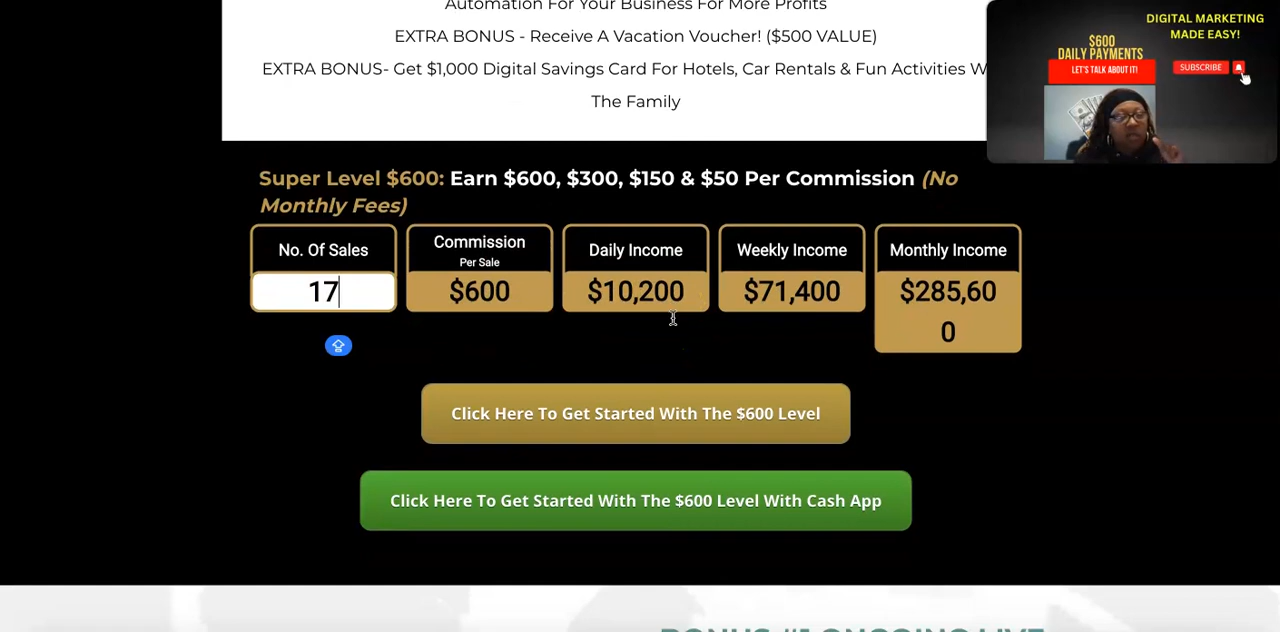 Automation For Your Business For More Profits
EXTRA BONUS - Receive A Vacation Voucher! ($500 VALUE)
EXTRA BONUS- Get $1,000 Digital Savings Card For Hotels, Car Rentals & Fun Activities W
The Family
DIGITAL MARKETING
MADE EASY!
$600
DAILY PAYMENTS
LET'S TALK ABOUT IT!
SUBSCRIBE
Super Level $600: Earn $600, $300, $150 & $50 Per Commission (No
Monthly Fees)
No. Of Sales
17
Commission
Per Sale
$600
Daily Income
$10,200
Weekly Income
$71,400
Monthly Income
$285,60
0
Click Here To Get Started With The $600 Level
Click Here To Get Started With The $600 Level With Cash App
BONUS #1 ONGOING LIVE